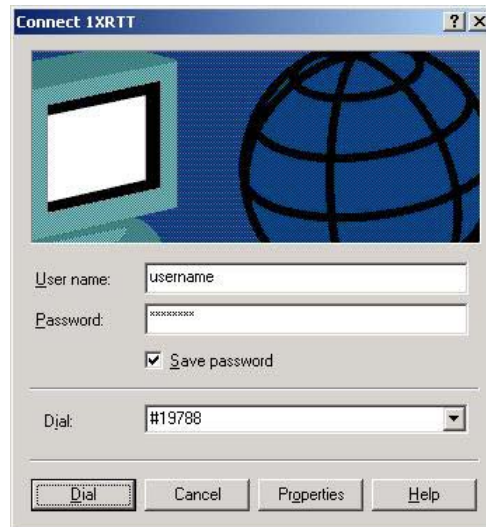 Connect 1XRTT
User name: username
Password: ********
Save password
Dial: #19788
Dial Cancel Properties Help